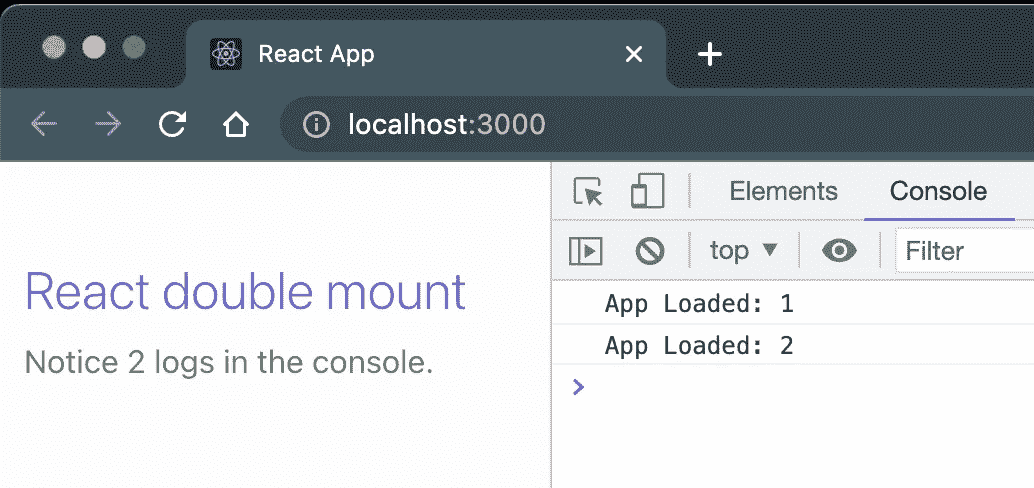 React App
localhost:3000
Elements Console
top ▼ Filter
React double mount
Notice 2 logs in the console.
App Loaded: 1
App Loaded: 2